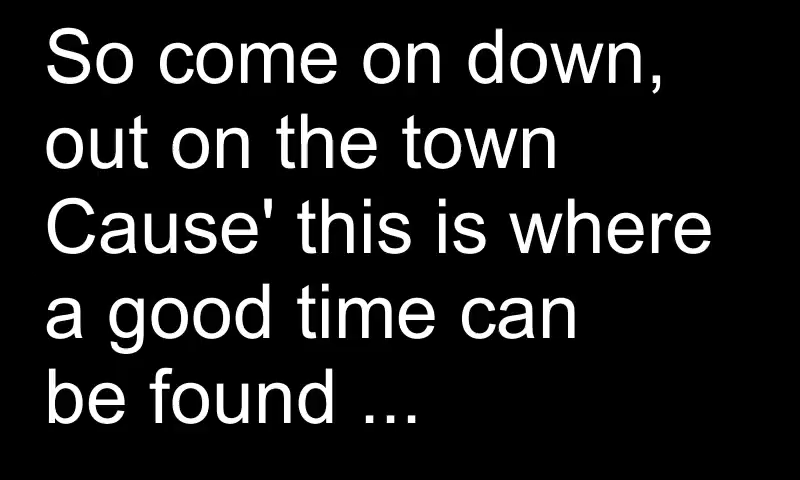 So come on down,
out on the town
Cause' this is where
a good time can
be found ...